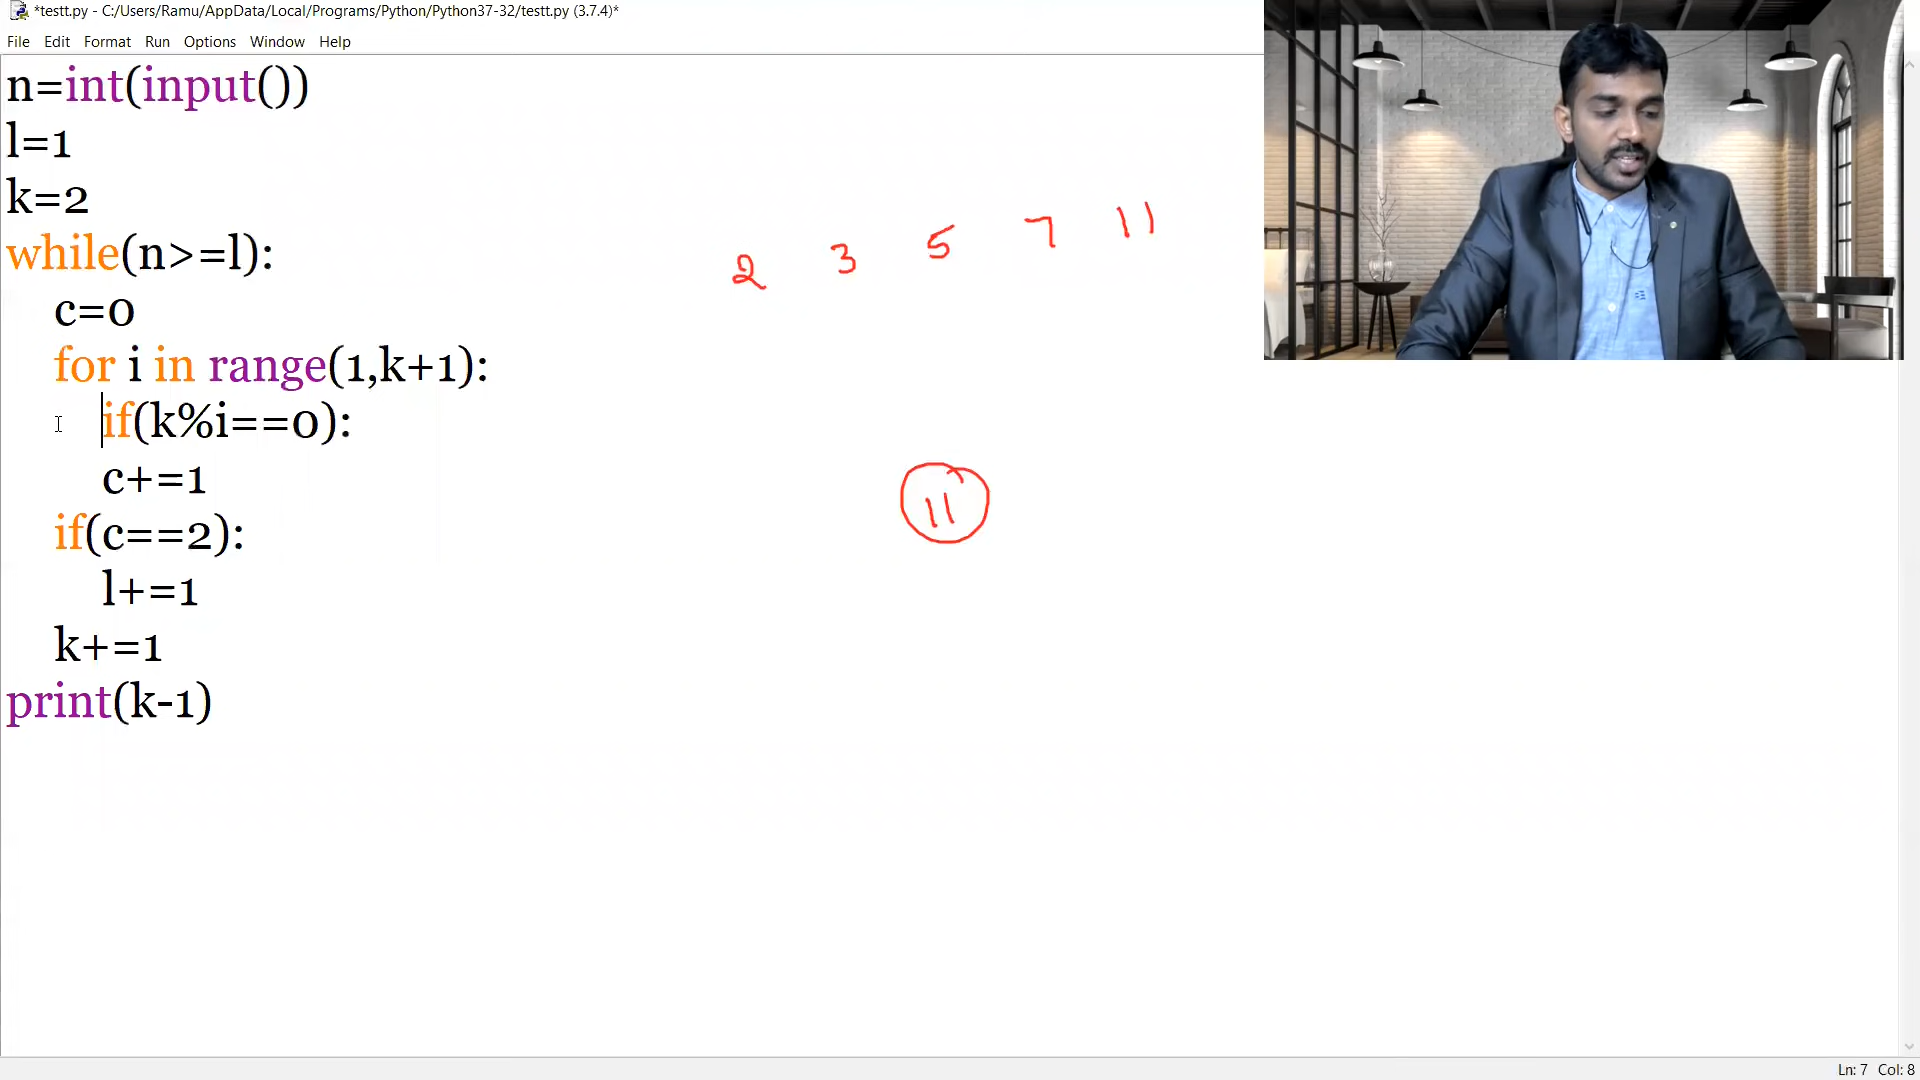 *testt.py - C:/Users/Ramu/AppData/Local/Programs/Python/Python37-32/testt.py (3.7.4)*
File Edit Format Run Options Window Help
n=int(input())
l=1
k=2
while(n>=l):
    c=0
    for i in range(1,k+1):
        if(k%i==0):
        c+=1
    if(c==2):
        l+=1
    k+=1
print(k-1)
2 3 5 7 11
11
Ln: 7 Col: 8